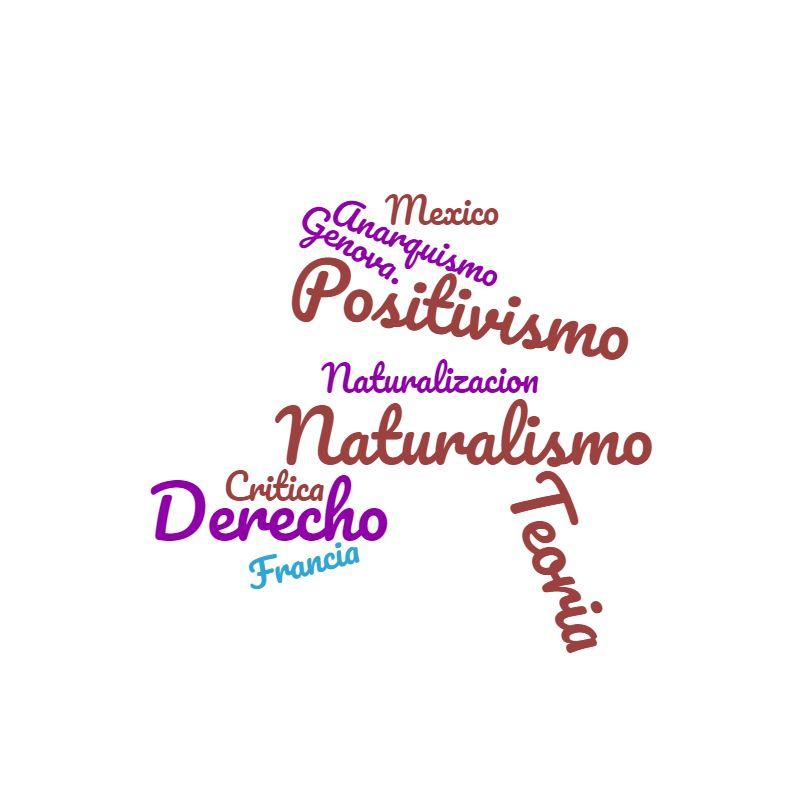 Mexico
Anarquismo
Genova.
Positivismo
Naturalizacion
Naturalismo
Critica
Derecho
Francia
Teoria